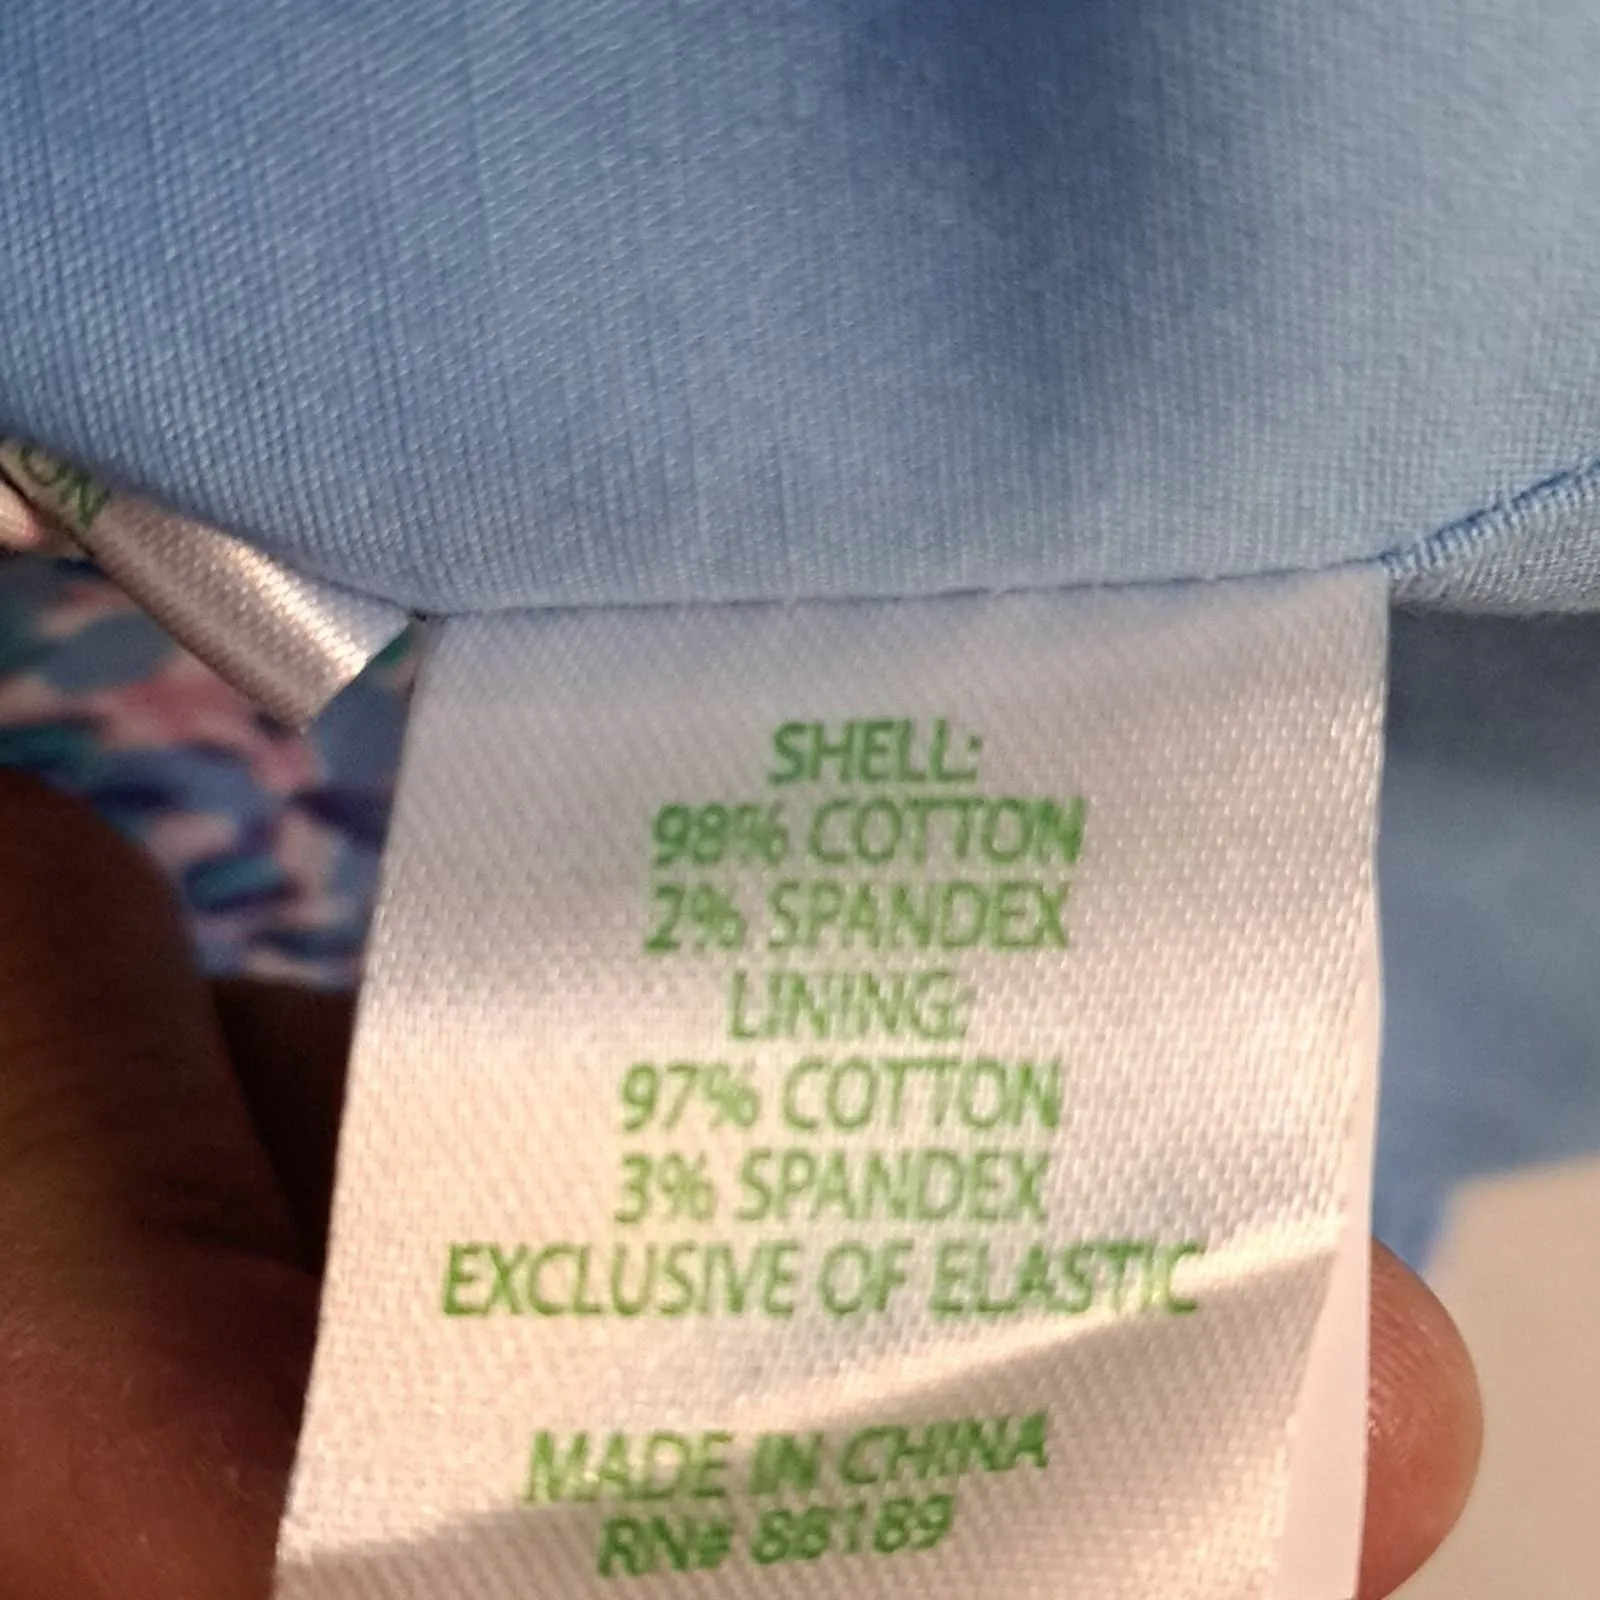 SHELL:
98% COTTON
2% SPANDEX
LINING:
97% COTTON
3% SPANDEX
EXCLUSIVE OF ELASTIC
MADE IN CHINA
RN# 88189